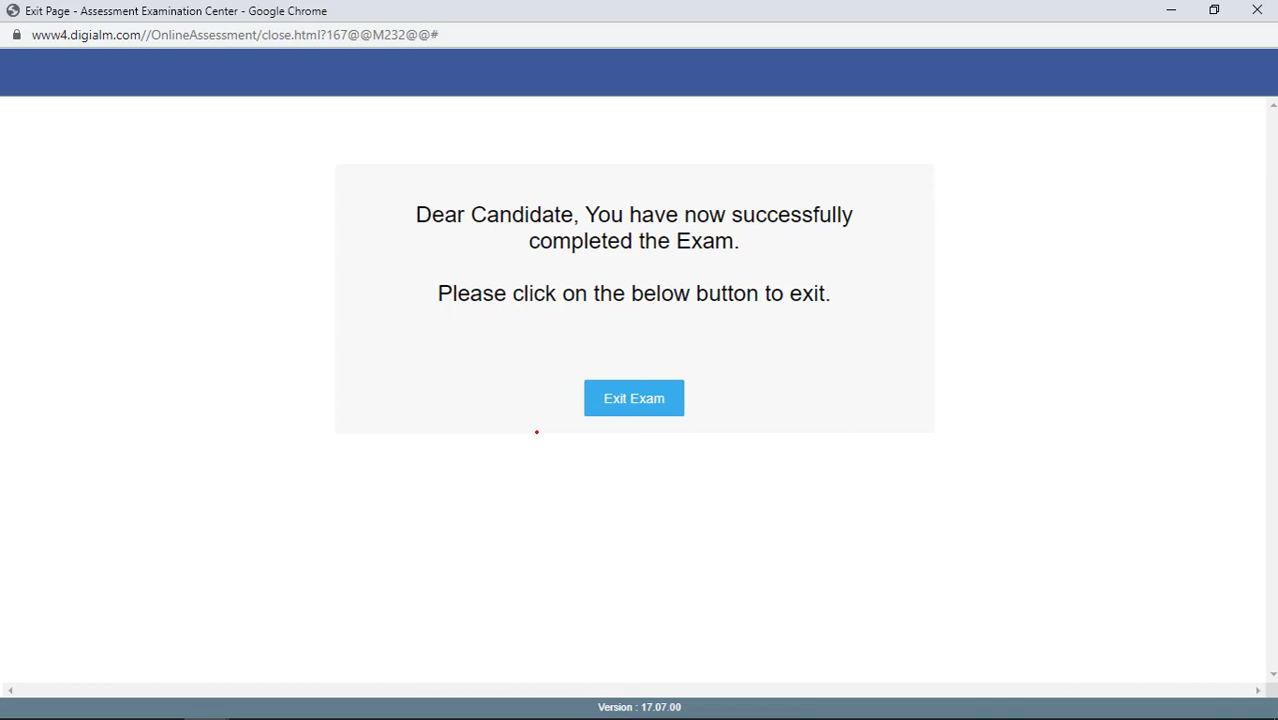 Exit Page - Assessment Examination Center - Google Chrome
www4.digialm.com//OnlineAssessment/close.html?167@@M232@@#
Dear Candidate, You have now successfully
completed the Exam.
Please click on the below button to exit.
Exit Exam
Version : 17.07.00